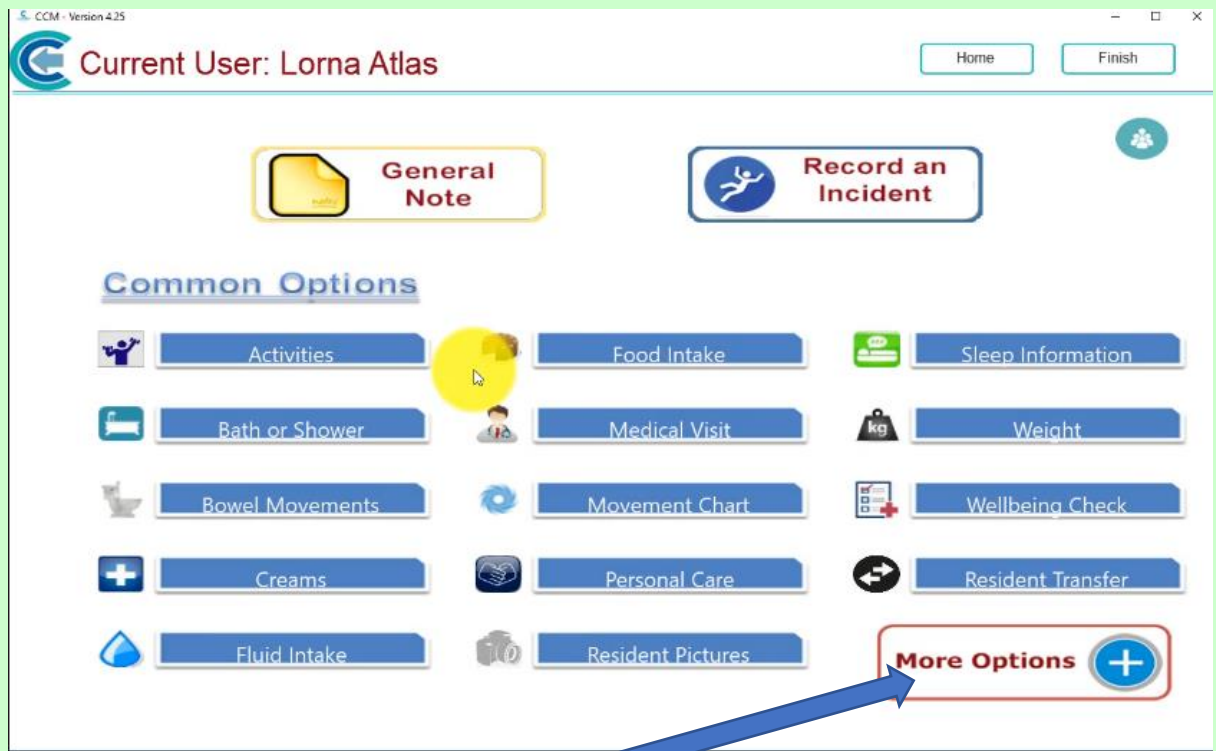 CCM - Version 4.25
Current User: Lorna Atlas
Home
Finish
General
Note
Record an
Incident
Common Options
Activities
Food Intake
Sleep Information
Bath or Shower
Medical Visit
kg
Weight
Bowel Movements
Movement Chart
Wellbeing Check
Creams
Personal Care
Resident Transfer
Fluid Intake
Resident Pictures
More Options